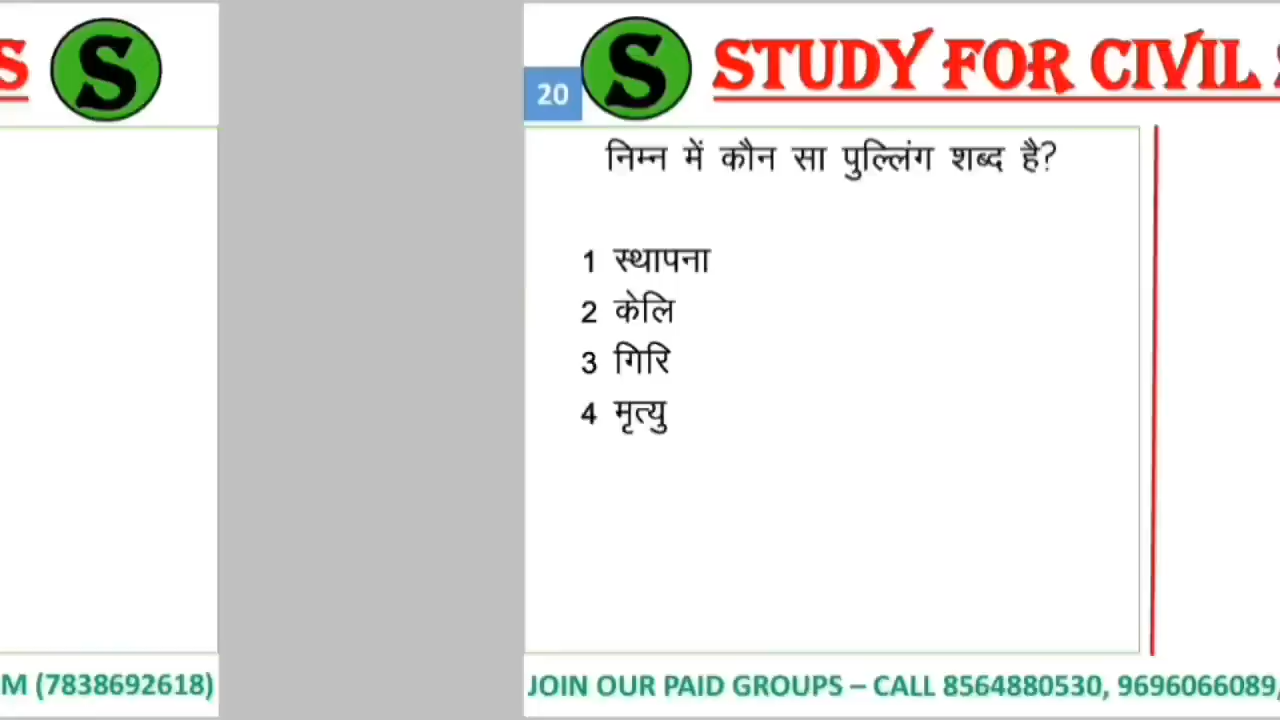 S S
20 S STUDY FOR CIVIL
निम्न में कौन सा पुल्लिंग शब्द है?
1 स्थापना
2 केलि
3 गिरि
4 मृत्यु
M (7838692618)
JOIN OUR PAID GROUPS – CALL 8564880530, 9696066089,